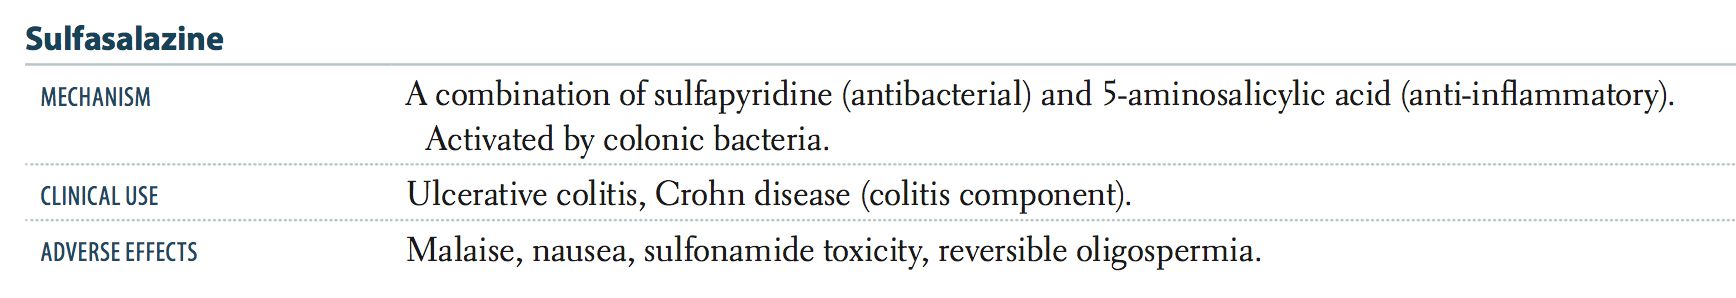 Sulfasalazine
MECHANISM A combination of sulfapyridine (antibacterial) and 5-aminosalicylic acid (anti-inflammatory).
Activated by colonic bacteria.
CLINICAL USE Ulcerative colitis, Crohn disease (colitis component).
ADVERSE EFFECTS Malaise, nausea, sulfonamide toxicity, reversible oligospermia.